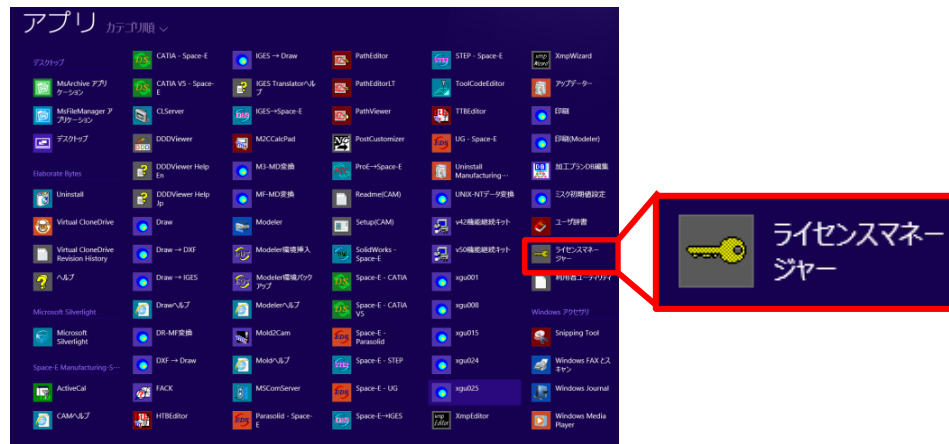 アプリ カテゴリ順
デスクトップ
MsArchive アプリ
ケーション
MsFileManager ア
プリケーション
デスクトップ
Elaborate Bytes
Uninstall
Virtual CloneDrive
Virtual CloneDrive
Revision History
ヘルプ
Microsoft Silverlight
Microsoft
Silverlight
Space-E Manufacturing-S…
ActiveCal
CAMヘルプ
CATIA - Space-E
CATIA V5 - Space-
E
CLServer
DDDViewer
DDDViewer Help
En
DDDViewer Help
Jp
Draw
Draw → DXF
Draw → IGES
Drawヘルプ
DR-MF変換
DXF → Draw
FACK
HTBEditor
IGES → Draw
IGES Translatorヘル
プ
IGES→Space-E
M2CCalcPad
M3-MD変換
MF-MD変換
Modeler
Modeler環境挿入
Modeler環境バック
アップ
Modelerヘルプ
Mold2Cam
Moldヘルプ
MSComServer
Parasolid - Space-
E
PathEditor
PathEditorLT
PathViewer
PostCustomizer
ProE→Space-E
Readme(CAM)
Setup(CAM)
SolidWorks -
Space-E
Space-E - CATIA
Space-E - CATIA
V5
Space-E -
Parasolid
Space-E - STEP
Space-E - UG
Space-E→IGES
STEP - Space-E
ToolCodeEditor
TTBEditor
UG - Space-E
Uninstall
Manufacturing…
UNIX-NTデータ変換
v42機能継続キット
v50機能継続キット
xgu001
xgu008
xgu015
xgu024
xgu025
XmpEditor
XmpWizard
アップデーター
印刷
印刷(Modeler)
加工プランDB編集
ミスク初期値設定
ユーザ辞書
ライセンスマネー
ジャー
利用者ユーティリティ
Windows アクセサリ
Snipping Tool
Windows FAX とス
キャン
Windows Journal
Windows Media
Player
ライセンスマネー
ジャー